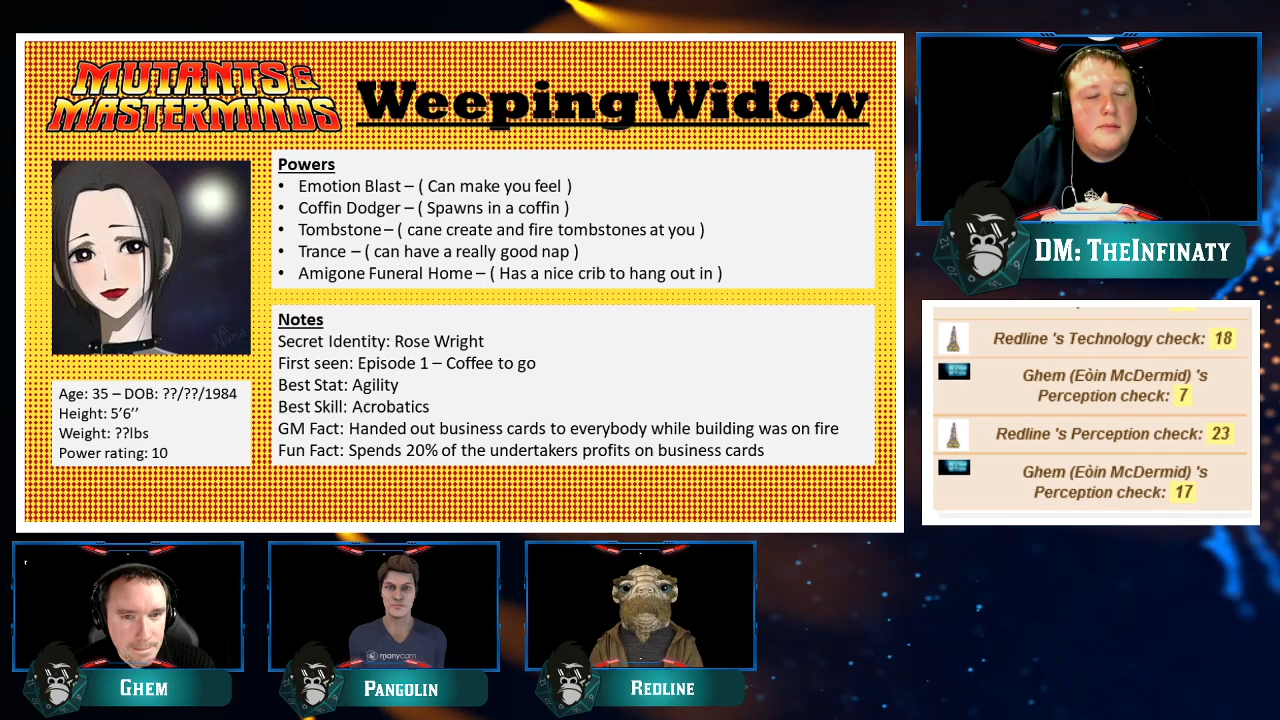 MUTANTS &
MASTERMINDS
Weeping Widow
Powers
• Emotion Blast – ( Can make you feel )
• Coffin Dodger – ( Spawns in a coffin )
• Tombstone – ( cane create and fire tombstones at you )
• Trance – ( can have a really good nap )
• Amigone Funeral Home – ( Has a nice crib to hang out in )
Notes
Secret Identity: Rose Wright
First seen: Episode 1 – Coffee to go
Best Stat: Agility
Best Skill: Acrobatics
GM Fact: Handed out business cards to everybody while building was on fire
Fun Fact: Spends 20% of the undertakers profits on business cards
Age: 35 – DOB: ??/??/1984
Height: 5’6’’
Weight: ??lbs
Power rating: 10
DM: TheInfinaty
Redline 's Technology check: 18
Ghem (Eòin McDermid) 's
Perception check: 7
Redline 's Perception check: 23
Ghem (Eòin McDermid) 's
Perception check: 17
manycam
Ghem
Pangolin
Redline